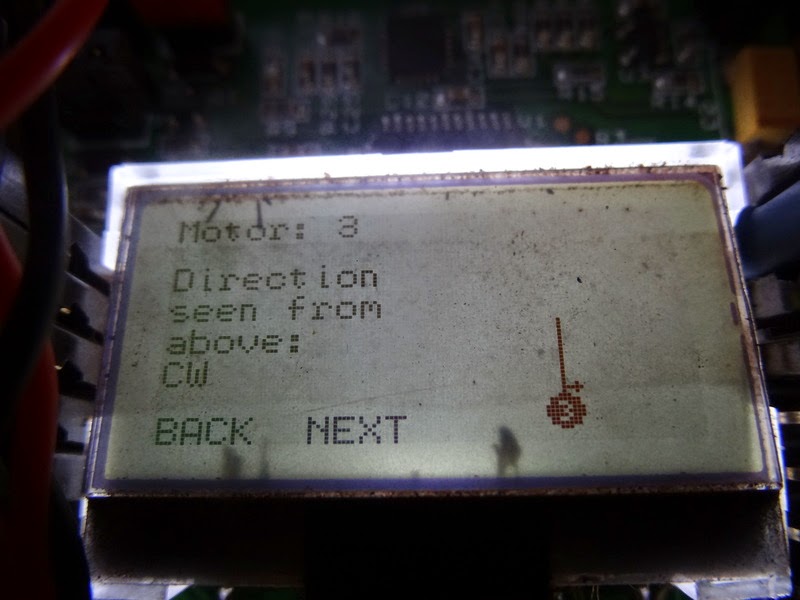 Motor: 3
Direction
seen from
above:
CW
BACK NEXT